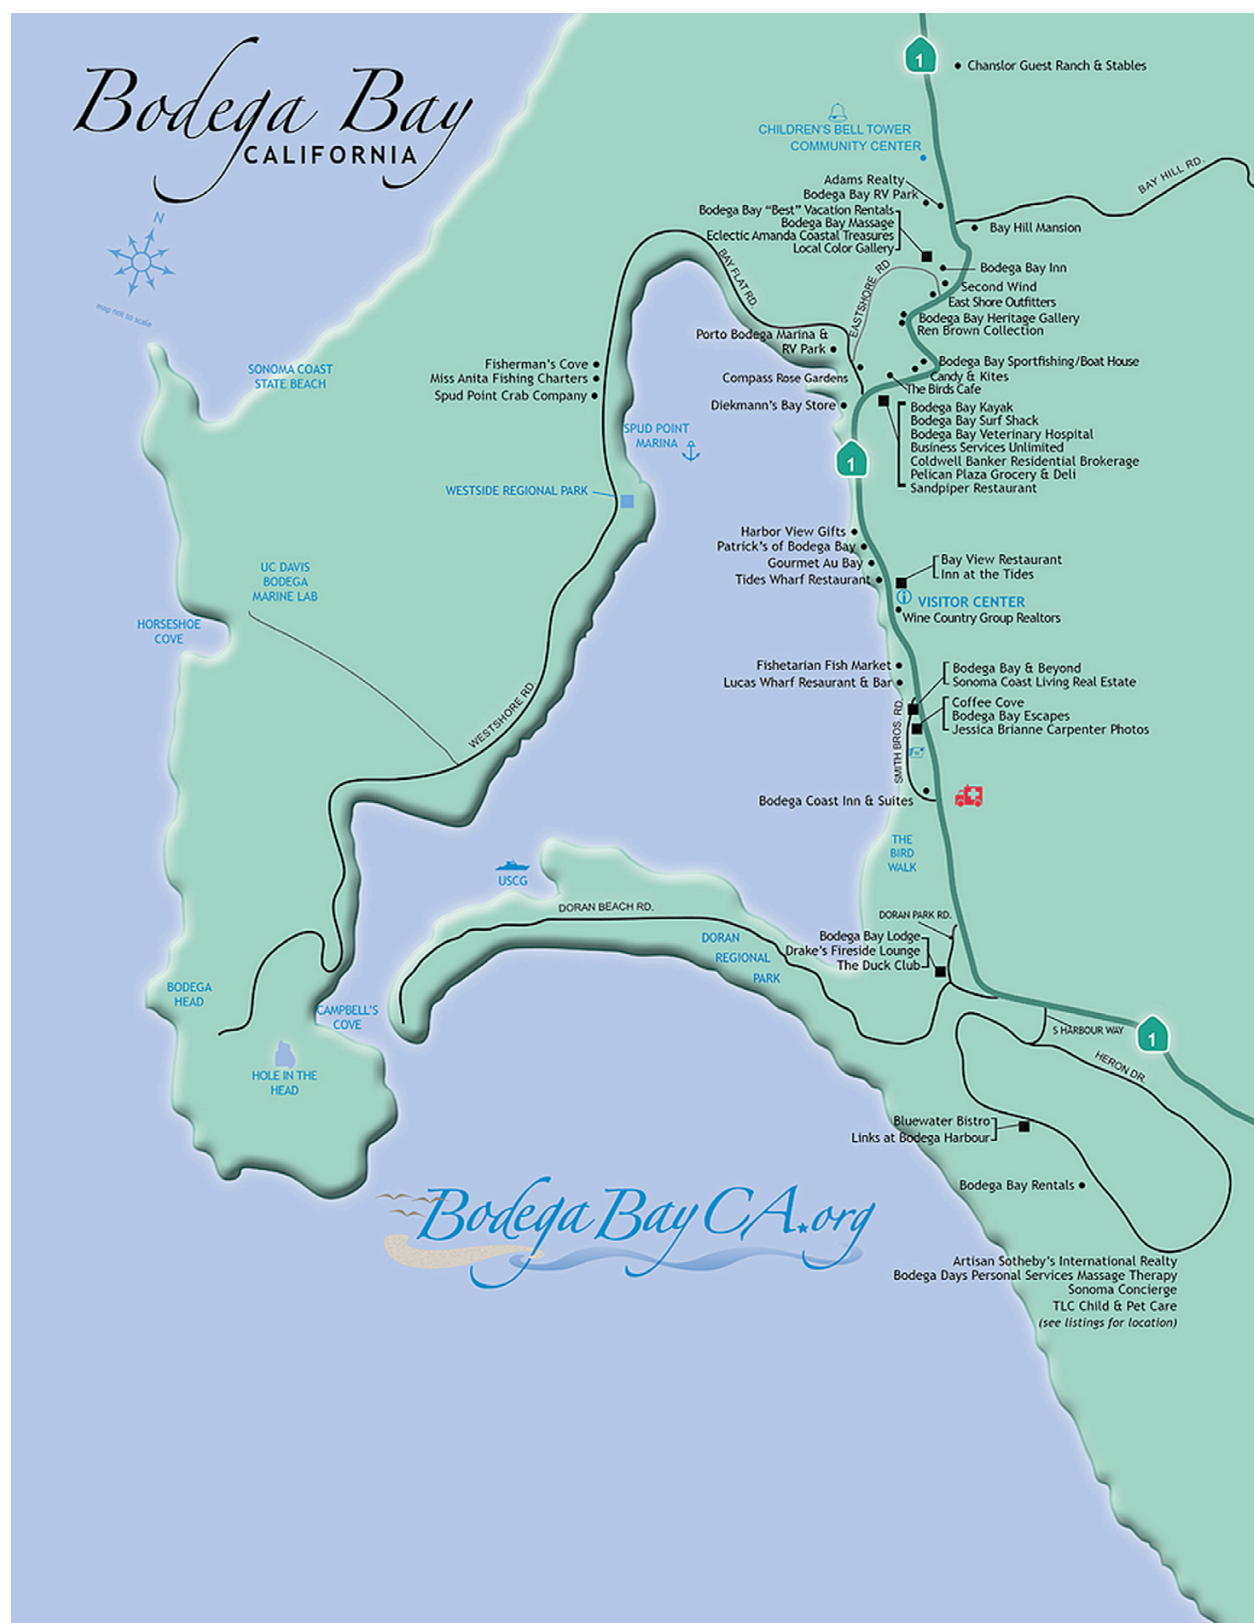 Bodega Bay
CALIFORNIA
N
map not to scale
1
Chanslor Guest Ranch & Stables
CHILDREN'S BELL TOWER
COMMUNITY CENTER
BAY HILL RD.
Adams Realty
Bodega Bay RV Park
Bodega Bay "Best" Vacation Rentals
Bodega Bay Massage
Eclectic Amanda Coastal Treasures
Local Color Gallery
Bay Hill Mansion
Bodega Bay Inn
Second Wind
East Shore Outfitters
Bodega Bay Heritage Gallery
Ren Brown Collection
BAY FLAT RD.
EASTSHORE RD
Porto Bodega Marina &
RV Park
Compass Rose Gardens
Diekmann's Bay Store
Bodega Bay Sportfishing/Boat House
Candy & Kites
The Birds Cafe
Bodega Bay Kayak
Bodega Bay Surf Shack
Bodega Bay Veterinary Hospital
Business Services Unlimited
Coldwell Banker Residential Brokerage
Pelican Plaza Grocery & Deli
Sandpiper Restaurant
SONOMA COAST
STATE BEACH
Fisherman's Cove
Miss Anita Fishing Charters
Spud Point Crab Company
SPUD POINT
MARINA
1
WESTSIDE REGIONAL PARK
Harbor View Gifts
Patrick's of Bodega Bay
Gourmet Au Bay
Tides Wharf Restaurant
Bay View Restaurant
Inn at the Tides
VISITOR CENTER
Wine Country Group Realtors
UC DAVIS
BODEGA
MARINE LAB
HORSESHOE
COVE
WESTSHORE RD.
Fishetarian Fish Market
Lucas Wharf Resaurant & Bar
Bodega Bay & Beyond
Sonoma Coast Living Real Estate
Coffee Cove
Bodega Bay Escapes
Jessica Brianne Carpenter Photos
SMITH BROS. RD.
Bodega Coast Inn & Suites
THE
BIRD
WALK
USCG
DORAN BEACH RD.
DORAN
REGIONAL
PARK
DORAN PARK RD.
Bodega Bay Lodge
Drake's Fireside Lounge
The Duck Club
BODEGA
HEAD
CAMPBELL'S
COVE
HOLE IN THE
HEAD
S HARBOUR WAY
1
HERON DR.
Bluewater Bistro
Links at Bodega Harbour
Bodega Bay Rentals
Bodega Bay CA.org
Artisan Sotheby's International Realty
Bodega Days Personal Services Massage Therapy
Sonoma Concierge
TLC Child & Pet Care
(see listings for location)